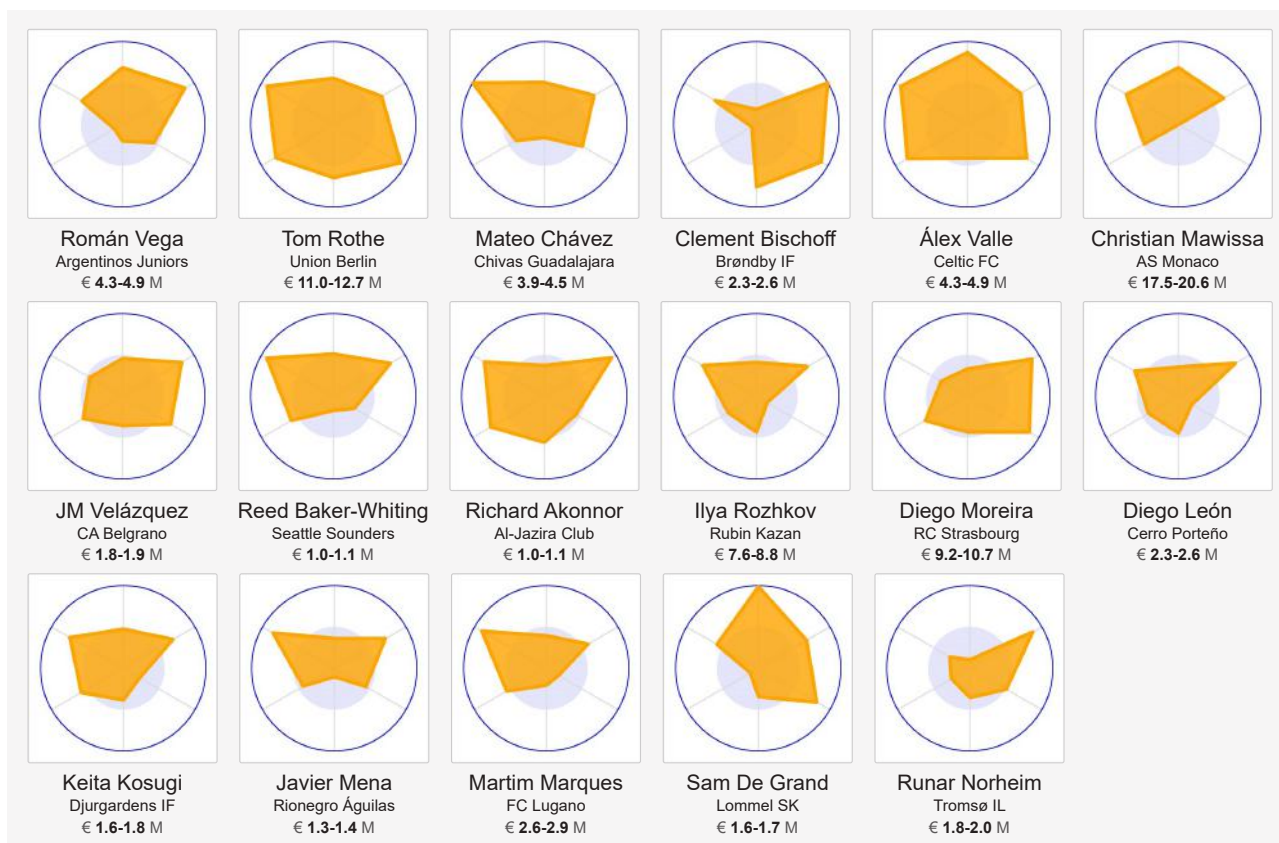 Román Vega
Argentinos Juniors
€ 4.3-4.9 M
Tom Rothe
Union Berlin
€ 11.0-12.7 M
Mateo Chávez
Chivas Guadalajara
€ 3.9-4.5 M
Clement Bischoff
Brøndby IF
€ 2.3-2.6 M
Álex Valle
Celtic FC
€ 4.3-4.9 M
Christian Mawissa
AS Monaco
€ 17.5-20.6 M
JM Velázquez
CA Belgrano
€ 1.8-1.9 M
Reed Baker-Whiting
Seattle Sounders
€ 1.0-1.1 M
Richard Akonnor
Al-Jazira Club
€ 1.0-1.1 M
Ilya Rozhkov
Rubin Kazan
€ 7.6-8.8 M
Diego Moreira
RC Strasbourg
€ 9.2-10.7 M
Diego León
Cerro Porteño
€ 2.3-2.6 M
Keita Kosugi
Djurgardens IF
€ 1.6-1.8 M
Javier Mena
Rionegro Águilas
€ 1.3-1.4 M
Martim Marques
FC Lugano
€ 2.6-2.9 M
Sam De Grand
Lommel SK
€ 1.6-1.7 M
Runar Norheim
Tromsø IL
€ 1.8-2.0 M